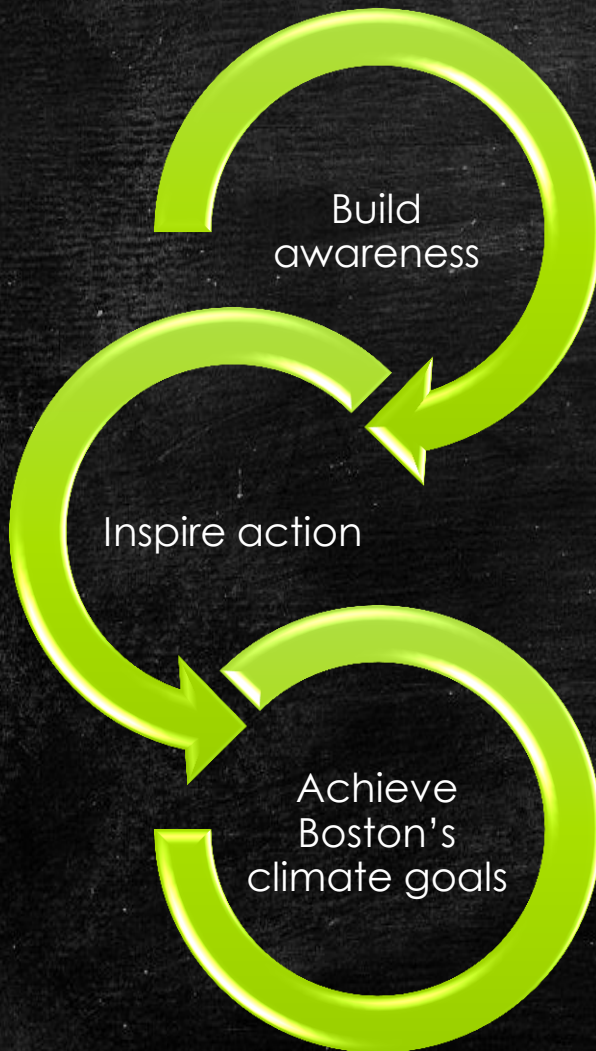 Build
awareness
Inspire action
Achieve
Boston’s
climate goals